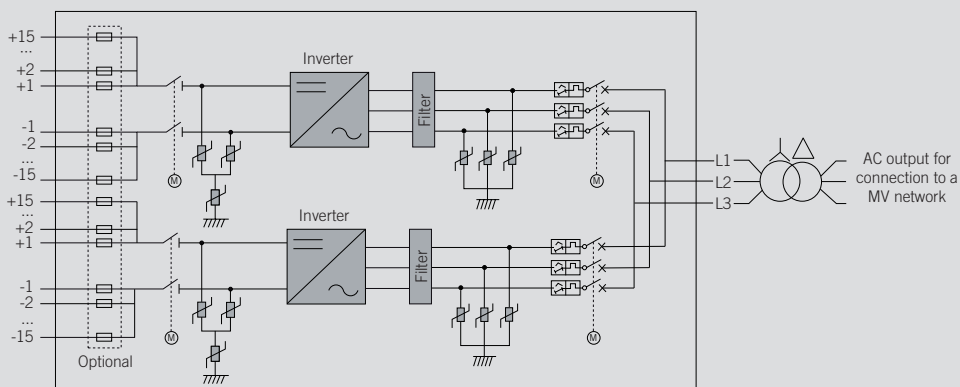 +15
...
+2
+1
-1
-2
...
-15
Inverter
Filter
M
M
+15
...
+2
+1
-1
-2
...
-15
Inverter
Filter
M
M
Optional
L1
L2
L3
AC output for
connection to a
MV network